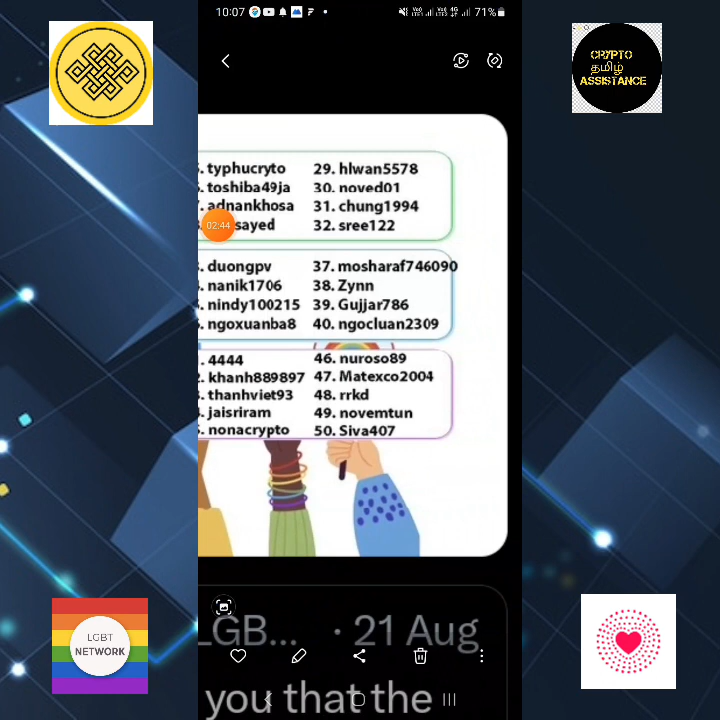 10:07
71%
CRYPTO
தமிழ்
ASSISTANCE
typhucryto
29. hlwan5578
toshiba49ja
30. noved01
adnankhosa
31. chung1994
02:44
sayed
32. sree122
duongpv
37. mosharaf746090
nanik1706
38. Zynn
nindy100215
39. Gujjar786
ngoxuanba8
40. ngocluan2309
4444
46. nuroso89
khanh889897
47. Matexco2004
thanhviet93
48. rrkd
jaisriram
49. novemtun
nonacrypto
50. Siva407
LGBT
NETWORK
LGB... · 21 Aug
you that the